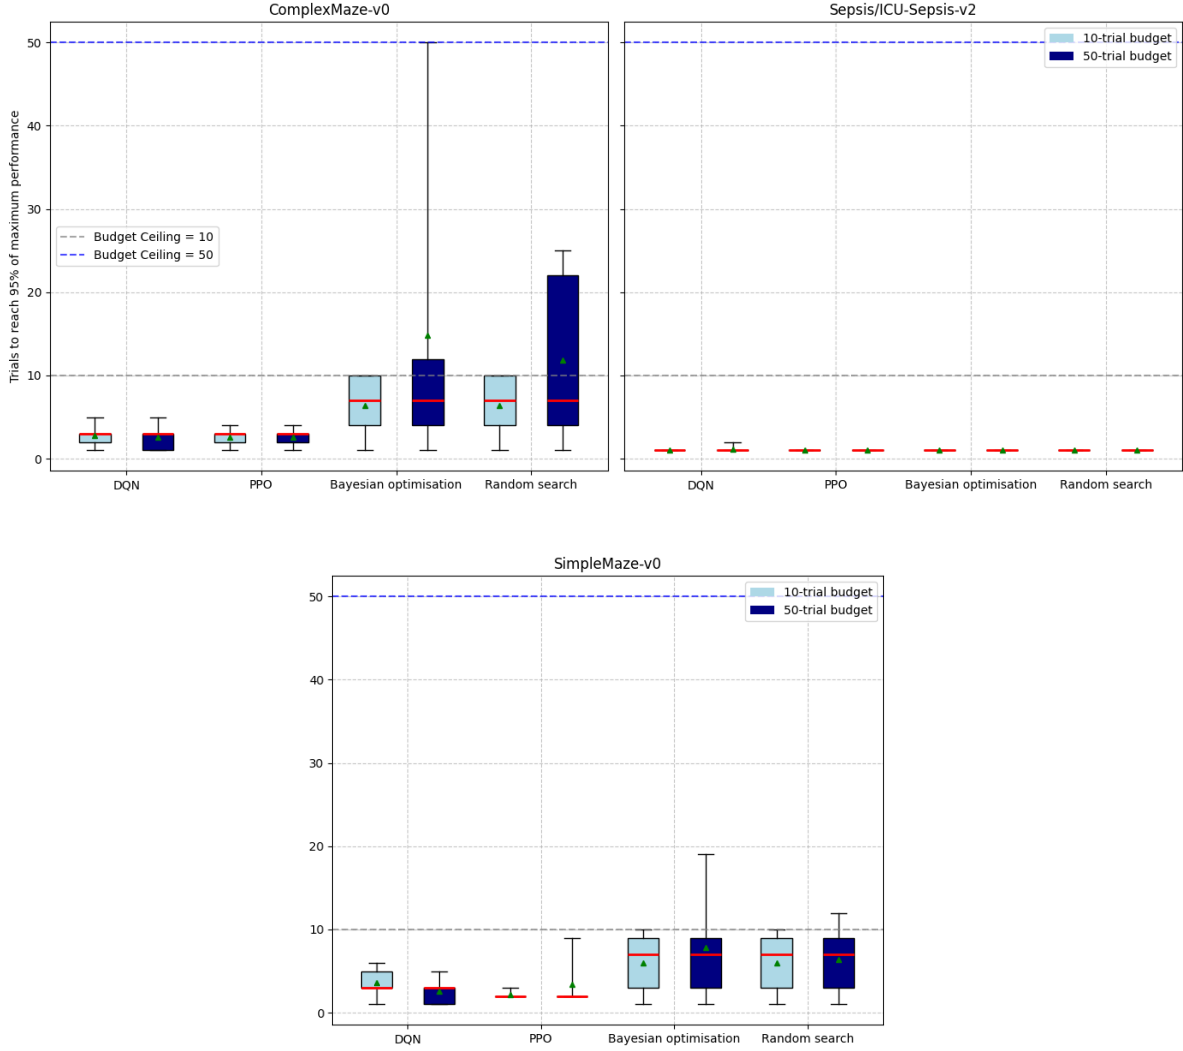 ComplexMaze-v0
Sepsis/ICU-Sepsis-v2
Trials to reach 95% of maximum performance
50
40
30
20
10
0
Budget Ceiling = 10
Budget Ceiling = 50
DQN
PPO
Bayesian optimisation
Random search
10-trial budget
50-trial budget
DQN
PPO
Bayesian optimisation
Random search
SimpleMaze-v0
50
40
30
20
10
0
10-trial budget
50-trial budget
DQN
PPO
Bayesian optimisation
Random search